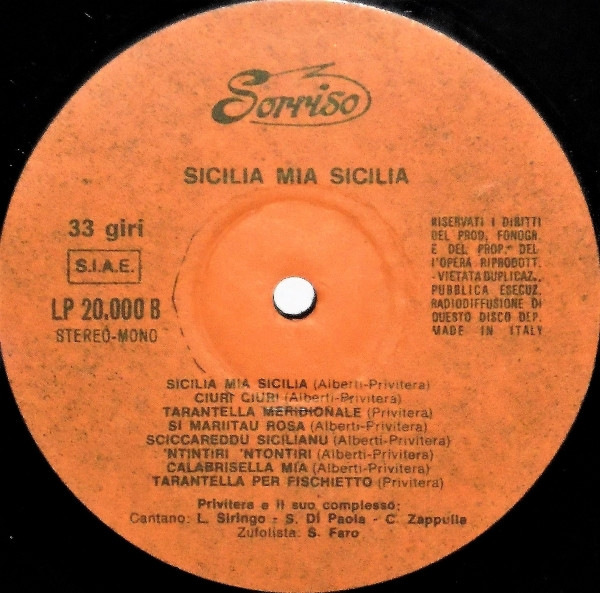 Sorriso
SICILIA MIA SICILIA
33 giri
S.I.A.E.
LP 20.000 B
STEREO-MONO
RISERVATI I DIRITTI
DEL PROD. FONOGR.
E DEL PROP. DEL
L'OPERA RIPRODOTT.
-VIETATA DUPLICAZ.,
PUBBLICA ESECUZ.
RADIODIFFUSIONE DI
QUESTO DISCO DEP.
MADE IN ITALY
SICILIA MIA SICILIA (Alberti-Privitera)
CIURI CIURI (Alberti-Privitera)
TARANTELLA MERIDIONALE (Privitera)
SI MARIITAU ROSA (Alberti-Privitera)
SCICCAREDDU SICILIANU (Alberti-Privitera)
'NTINTIRI 'NTONTIRI (Alberti-Privitera)
CALABRISELLA MIA (Alberti-Privitera)
TARANTELLA PER FISCHIETTO (Privitera)
Privitera e il suo complesso:
Cantano: L. Siringo - S. Di Paola - C. Zappulla
Zufolista: S. Faro